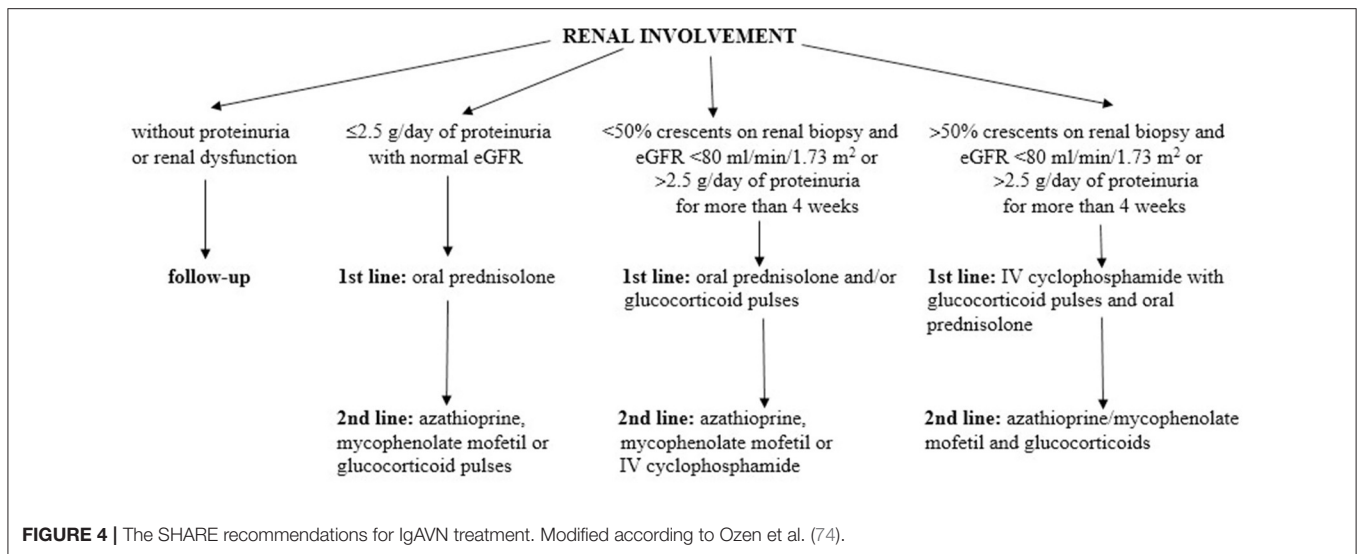 RENAL INVOLVEMENT
without proteinuria
or renal dysfunction
≤2.5 g/day of proteinuria
with normal eGFR
<50% crescents on renal biopsy and
eGFR <80 ml/min/1.73 m² or
>2.5 g/day of proteinuria
for more than 4 weeks
>50% crescents on renal biopsy and
eGFR <80 ml/min/1.73 m² or
>2.5 g/day of proteinuria
for more than 4 weeks
follow-up
1st line: oral prednisolone
1st line: oral prednisolone and/or
glucocorticoid pulses
1st line: IV cyclophosphamide with
glucocorticoid pulses and oral
prednisolone
2nd line: azathioprine,
mycophenolate mofetil or
glucocorticoid pulses
2nd line: azathioprine,
mycophenolate mofetil or
IV cyclophosphamide
2nd line: azathioprine/mycophenolate
mofetil and glucocorticoids
FIGURE 4 | The SHARE recommendations for IgAVN treatment. Modified according to Ozen et al. (74).